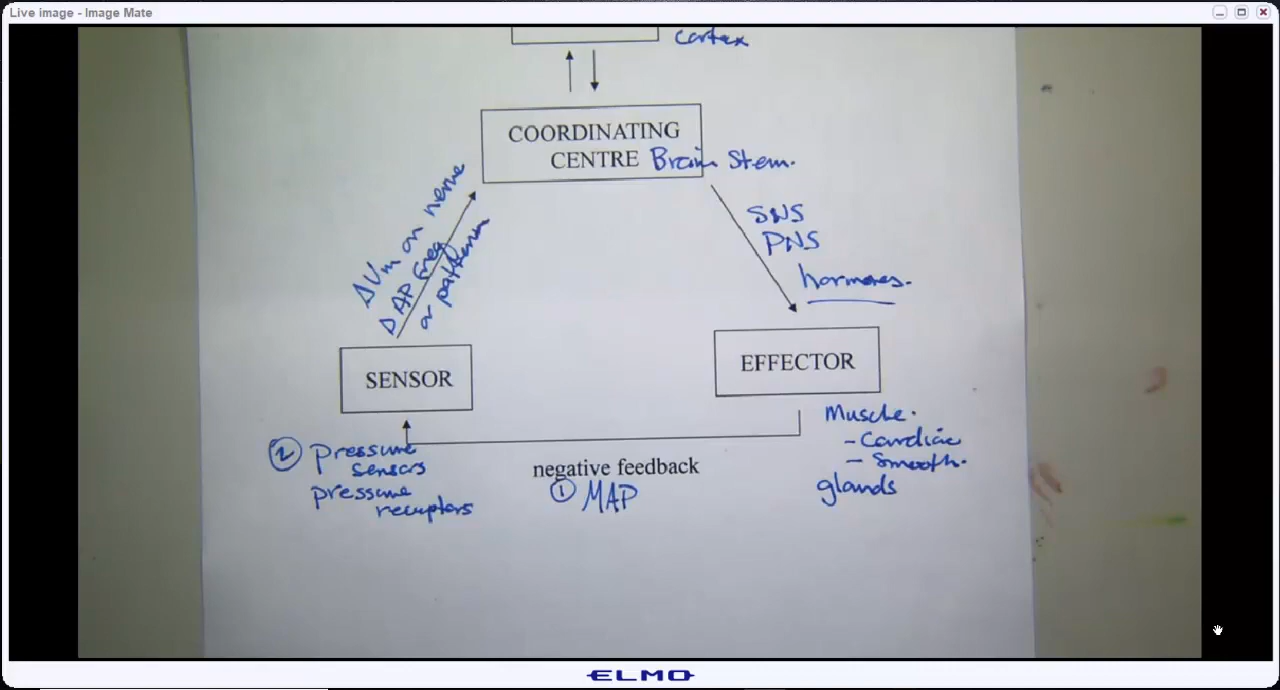 Live image - Image Mate
cortex
COORDINATING
CENTRE Brain Stem.
ΔVm on nerve
Δ AP freq
or pattern
SNS
PNS
hormones.
SENSOR
EFFECTOR
② pressure
sensors
pressure
receptors
negative feedback
① MAP
Muscle.
- Cardiac
- Smooth.
glands
ELMO